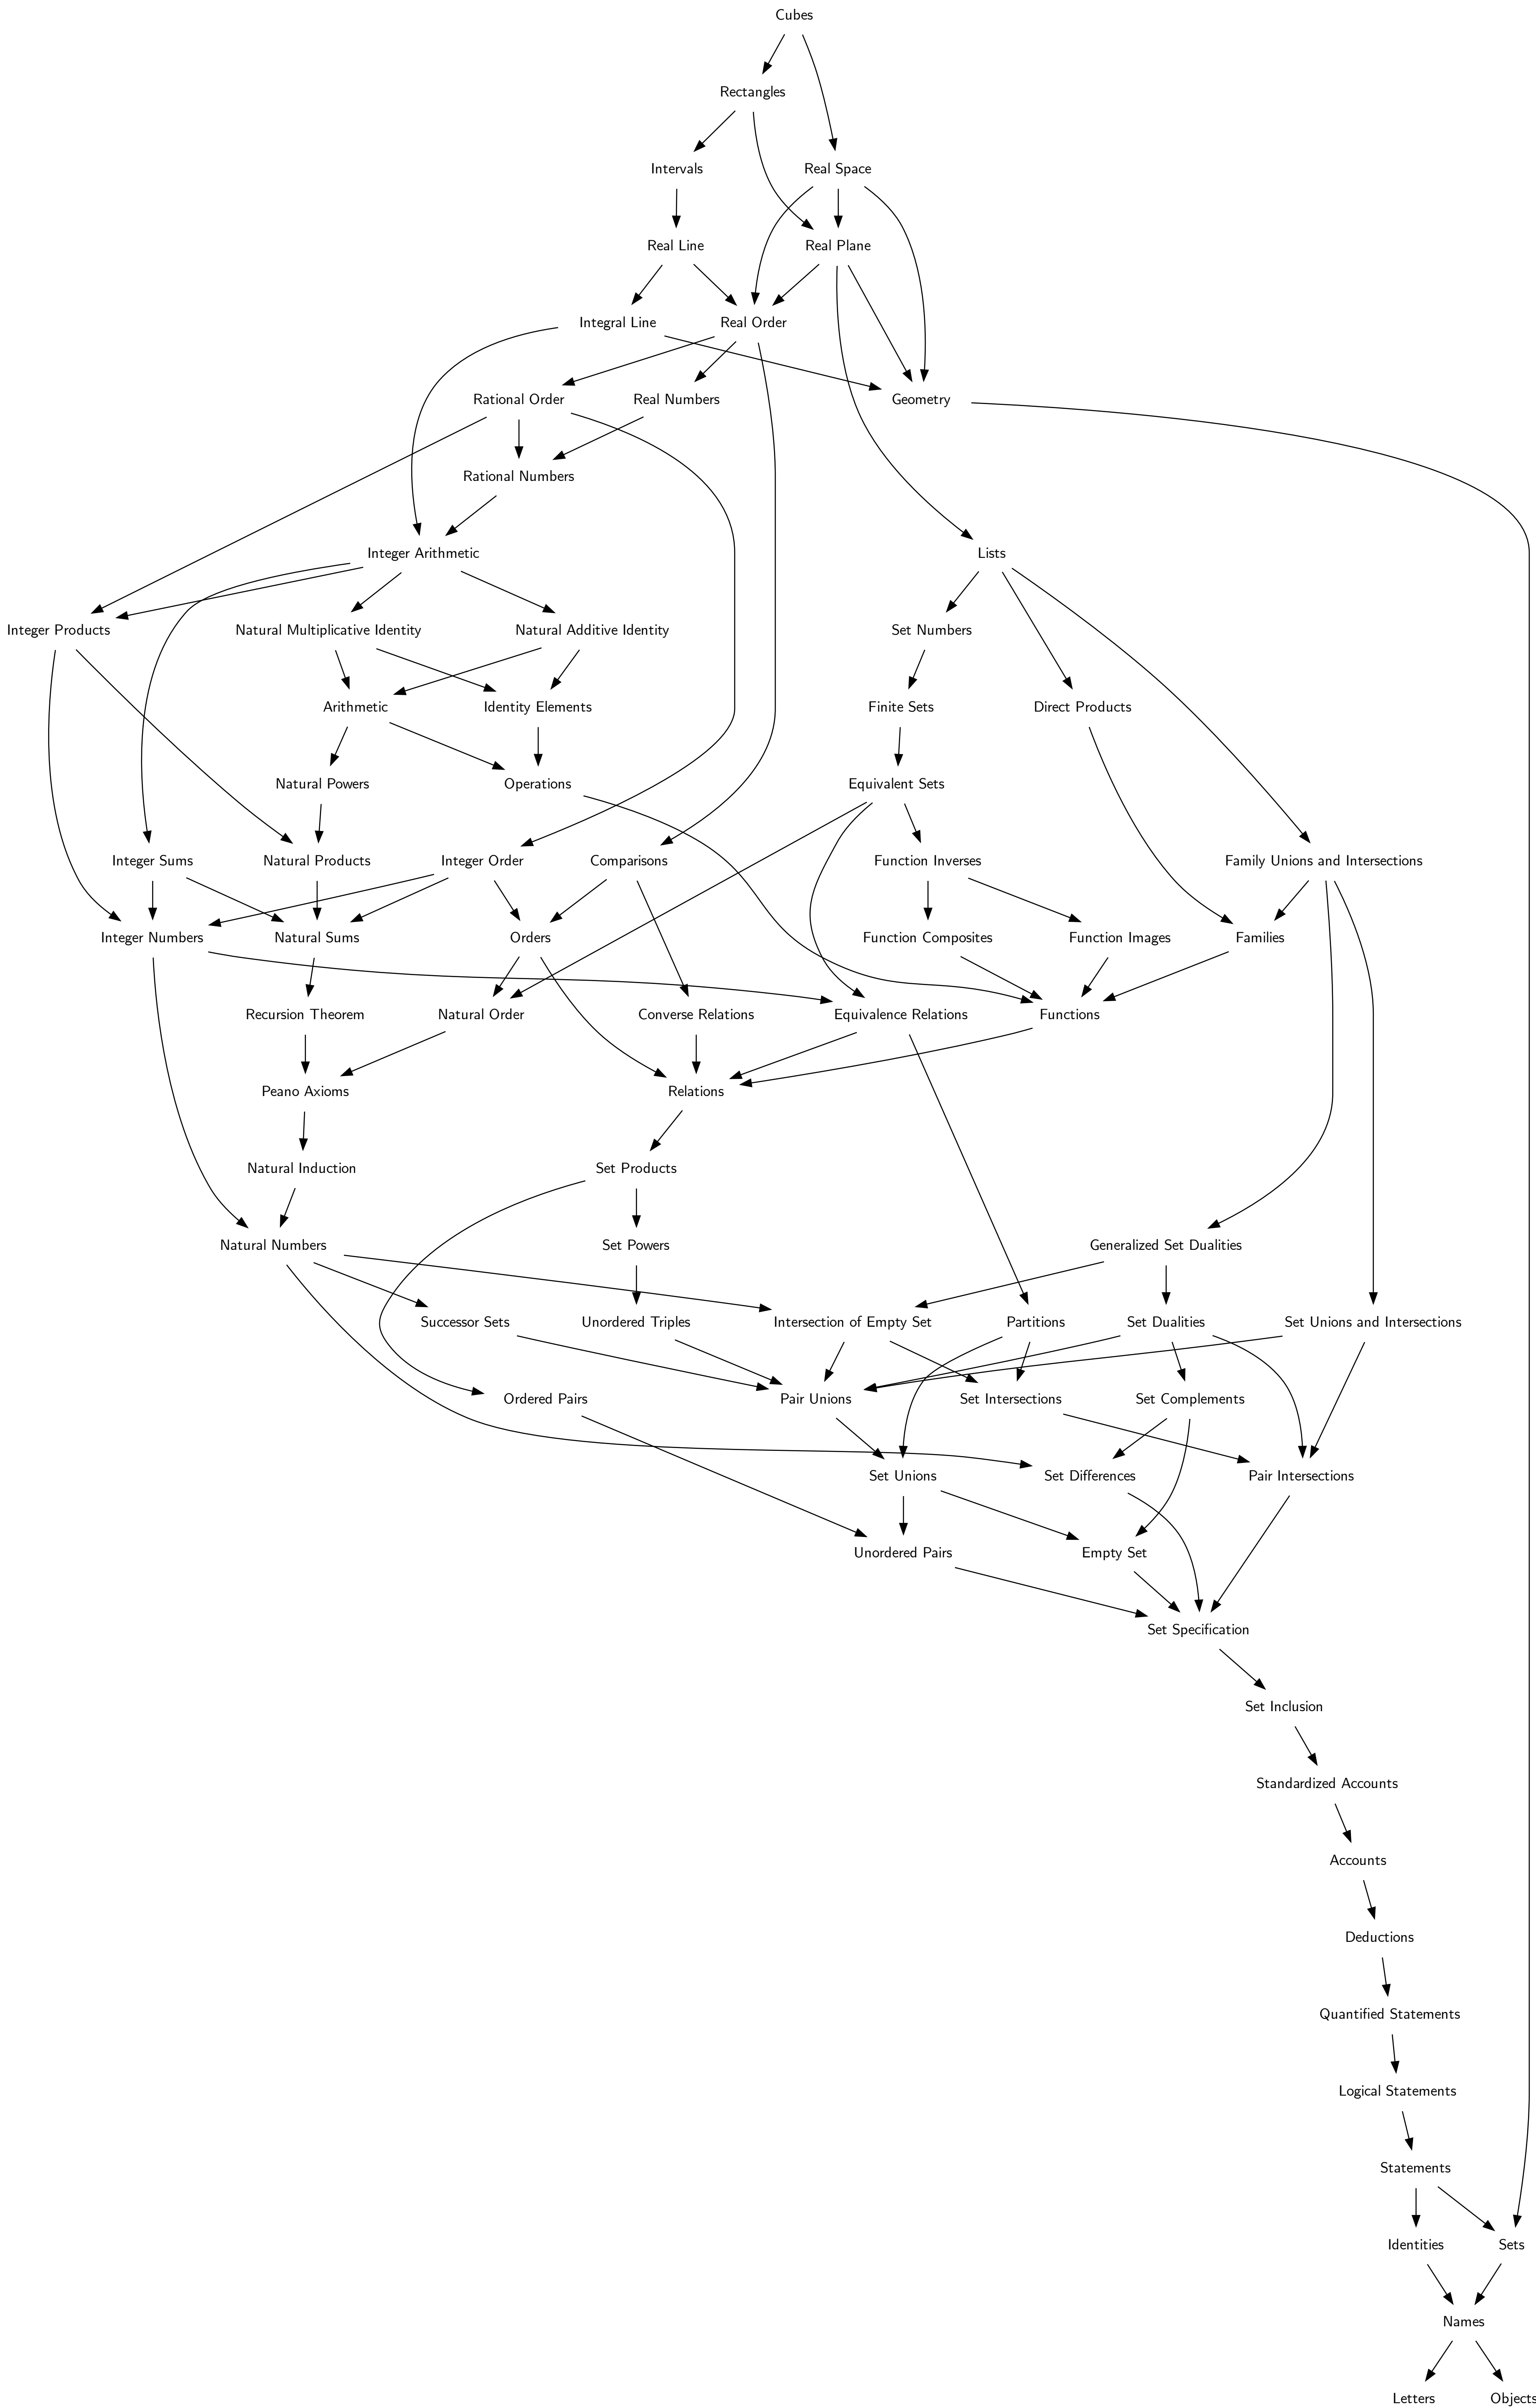 Cubes
Rectangles
Intervals
Real Space
Real Line
Real Plane
Integral Line
Real Order
Rational Order
Real Numbers
Geometry
Rational Numbers
Integer Arithmetic
Lists
Integer Products
Natural Multiplicative Identity
Natural Additive Identity
Set Numbers
Arithmetic
Identity Elements
Finite Sets
Direct Products
Natural Powers
Operations
Equivalent Sets
Integer Sums
Natural Products
Integer Order
Comparisons
Function Inverses
Family Unions and Intersections
Integer Numbers
Natural Sums
Orders
Function Composites
Function Images
Families
Recursion Theorem
Natural Order
Converse Relations
Equivalence Relations
Functions
Peano Axioms
Relations
Natural Induction
Set Products
Natural Numbers
Set Powers
Generalized Set Dualities
Successor Sets
Unordered Triples
Intersection of Empty Set
Partitions
Set Dualities
Set Unions and Intersections
Ordered Pairs
Pair Unions
Set Intersections
Set Complements
Set Unions
Set Differences
Pair Intersections
Unordered Pairs
Empty Set
Set Specification
Set Inclusion
Standardized Accounts
Accounts
Deductions
Quantified Statements
Logical Statements
Statements
Identities
Sets
Names
Letters
Objects